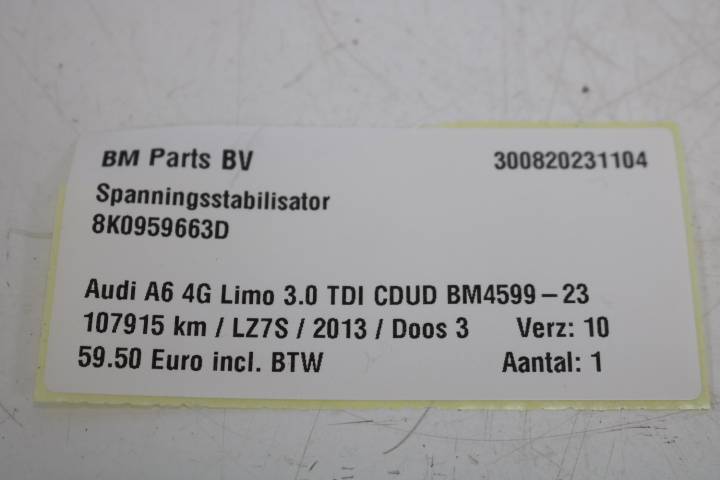 BM Parts BV 300820231104
Spanningsstabilisator
8K0959663D
Audi A6 4G Limo 3.0 TDI CDUD BM4599-23
107915 km / LZ7S / 2013 / Doos 3 Verz: 10
59.50 Euro incl. BTW Aantal: 1